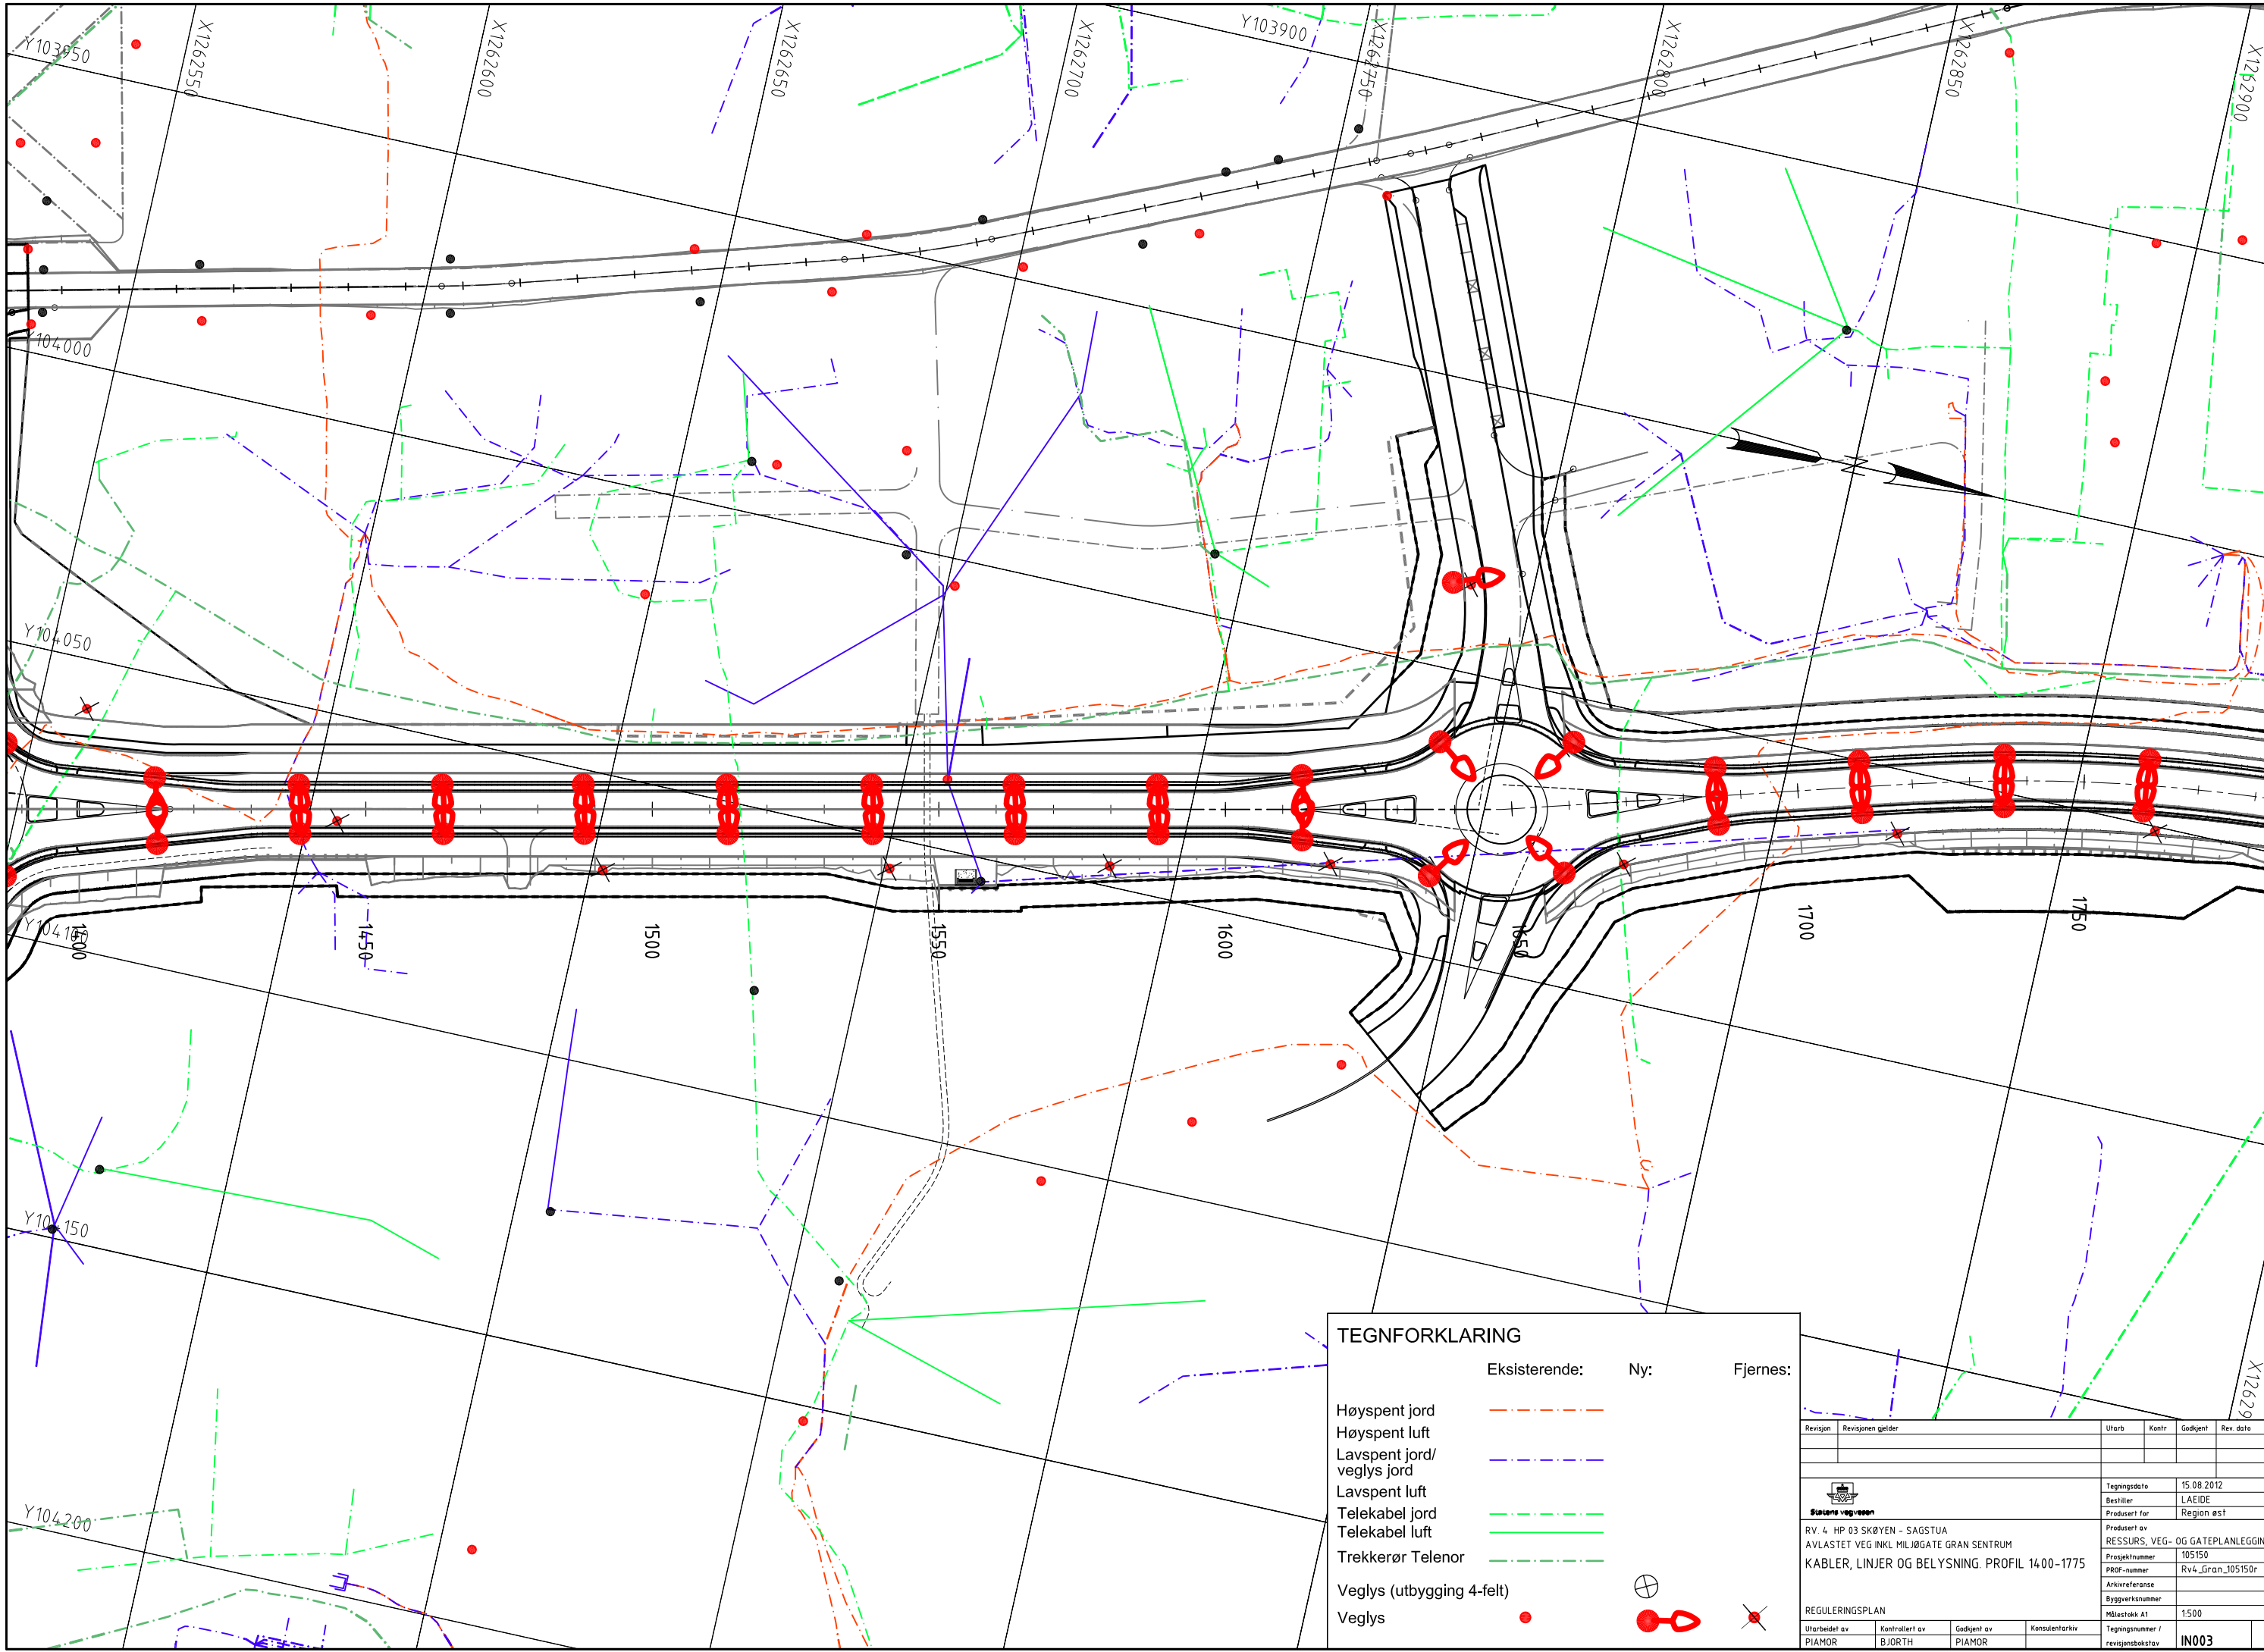 Y103950
X1262550
X1262600
X1262650
X1262700
Y103900
X1262750
X1262800
X1262850
X1262900
Y104000
Y104050
Y104100
1400
1450
1500
1550
1600
1650
1700
1750
Y104150
Y104200
X12629
TEGNFORKLARING
Eksisterende: Ny: Fjernes:
Høyspent jord
Høyspent luft
Lavspent jord/
veglys jord
Lavspent luft
Telekabel jord
Telekabel luft
Trekkerør Telenor
Veglys (utbygging 4-felt)
Veglys
Revisjon Revisjonen gjelder Utarb Kontr Godkjent Rev. dato
Statens vegvesen
Tegningsdato 15.08.2012
Bestiller LAEIDE
Produsert for Region øst
Produsert av
RESSURS, VEG- OG GATEPLANLEGGIN
RV. 4 HP 03 SKØYEN - SAGSTUA
AVLASTET VEG INKL MILJØGATE GRAN SENTRUM
KABLER, LINJER OG BELYSNING. PROFIL 1400-1775
Prosjektnummer 105150
PROF-nummer Rv4_Gran_105150r
Arkivreferanse
Byggverksnummer
REGULERINGSPLAN
Målestokk A1 1:500
Utarbeidet av Kontrollert av Godkjent av Konsulentarkiv
PIAMOR BJORTH PIAMOR
Tegningsnummer /
revisjonsbokstav IN003